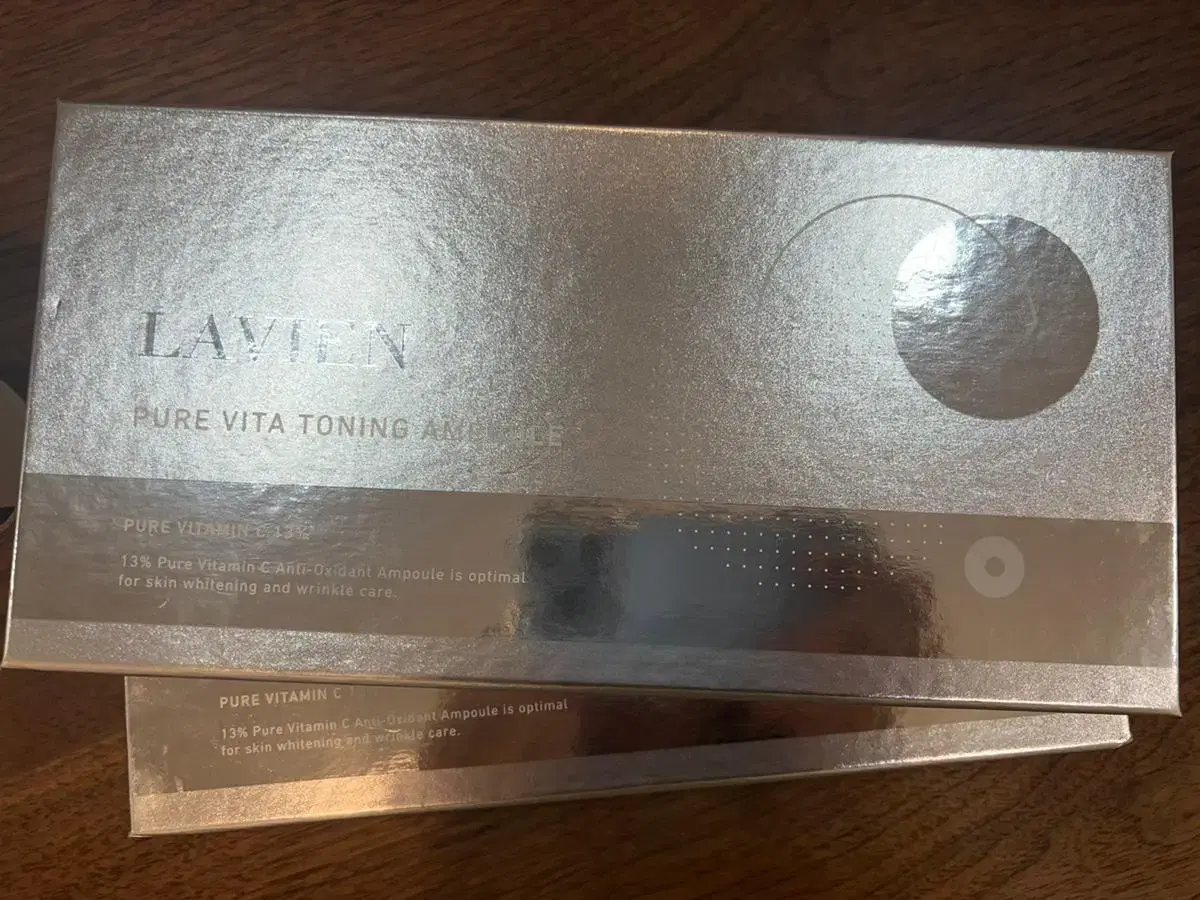 LAVIEN
PURE VITA TONING AMPOULE
PURE VITAMIN C 13%
13% Pure Vitamin C Anti-Oxidant Ampoule is optimal
for skin whitening and wrinkle care.
PURE VITAMIN C
13% Pure Vitamin C Anti-Oxidant Ampoule is optimal
for skin whitening and wrinkle care.